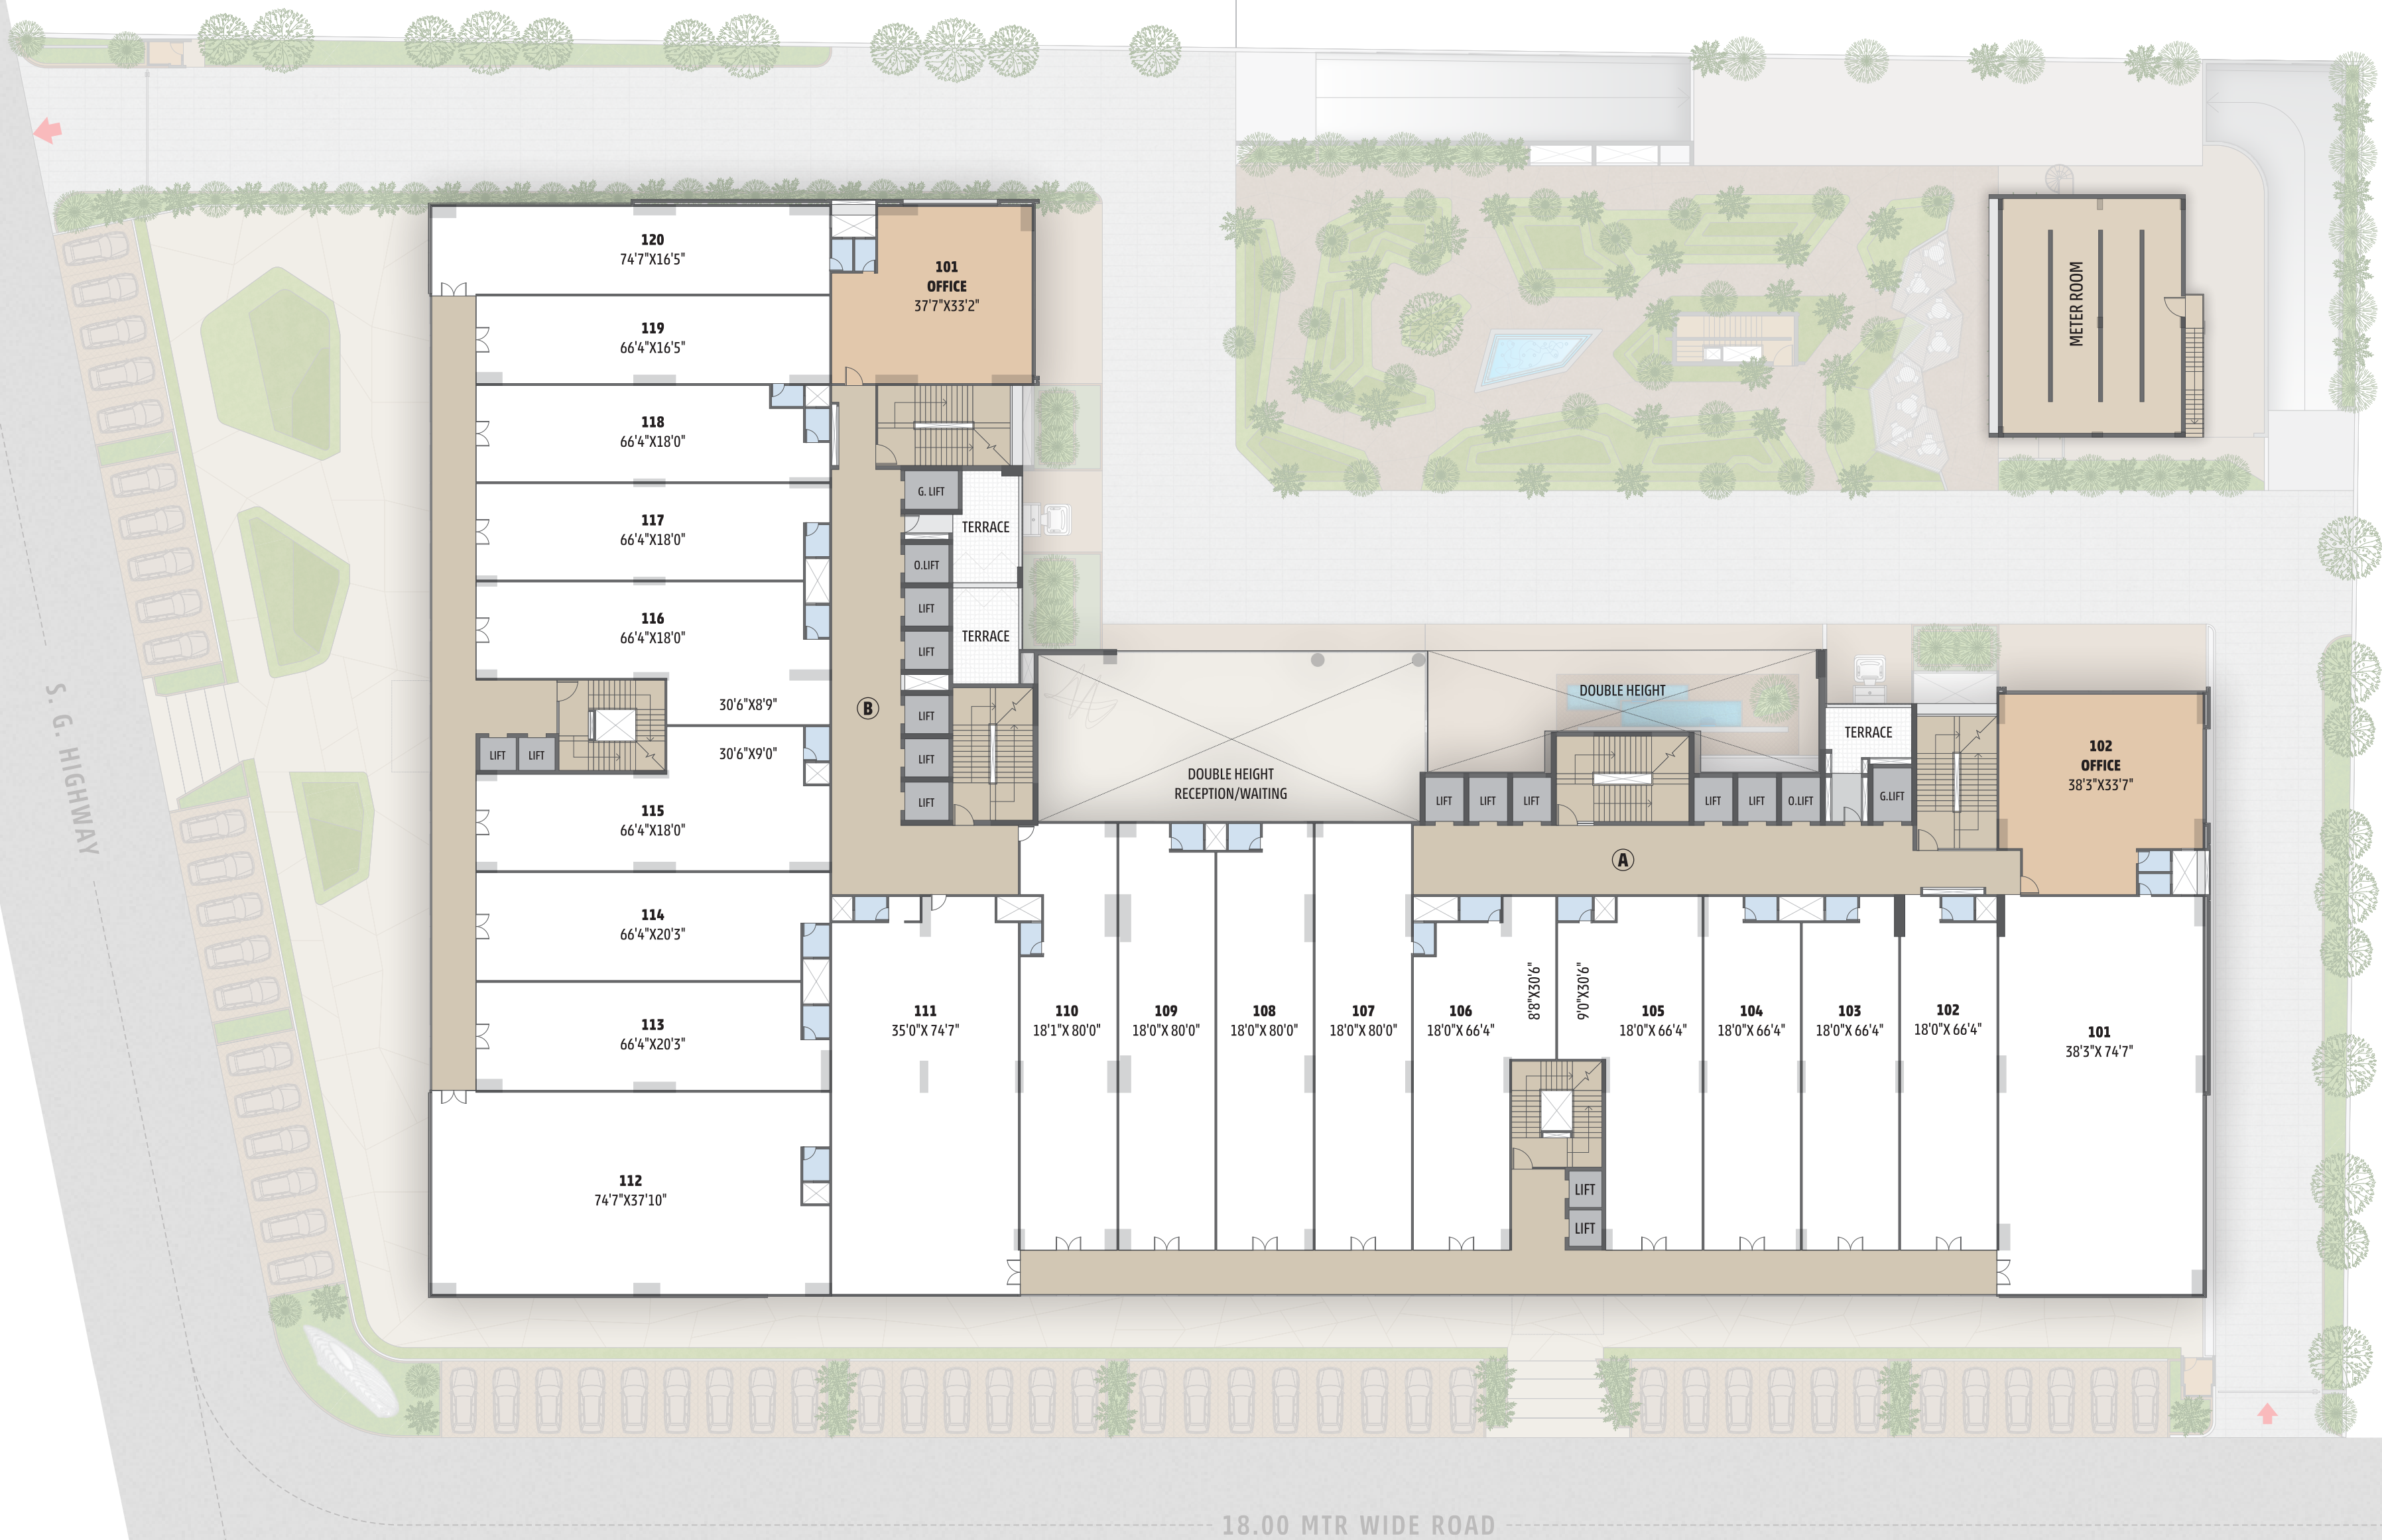 120
74'7"X16'5"
101
OFFICE
37'7"X33'2"
METER ROOM
119
66'4"X16'5"
118
66'4"X18'0"
G. LIFT
117
66'4"X18'0"
TERRACE
O.LIFT
LIFT
116
66'4"X18'0"
TERRACE
LIFT
S. G. HIGHWAY
30'6"X8'9"
B
LIFT
DOUBLE HEIGHT
TERRACE
102
OFFICE
38'3"X33'7"
LIFT
LIFT
30'6"X9'0"
LIFT
DOUBLE HEIGHT
RECEPTION/WAITING
LIFT
LIFT
LIFT
LIFT
LIFT
LIFT
O.LIFT
G.LIFT
115
66'4"X18'0"
A
114
66'4"X20'3"
8'8"X30'6"
9'0"X30'6"
113
66'4"X20'3"
111
35'0"X 74'7"
110
18'1"X 80'0"
109
18'0"X 80'0"
108
18'0"X 80'0"
107
18'0"X 80'0"
106
18'0"X 66'4"
105
18'0"X 66'4"
104
18'0"X 66'4"
103
18'0"X 66'4"
102
18'0"X 66'4"
101
38'3"X 74'7"
112
74'7"X37'10"
LIFT
LIFT
18.00 MTR WIDE ROAD